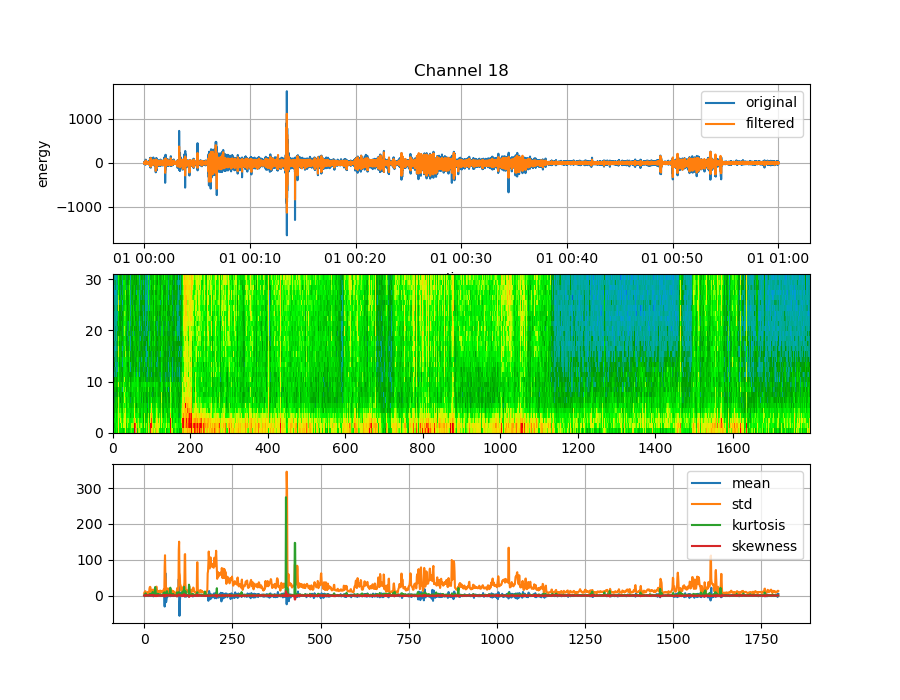 Channel 18
energy
1000
0
−1000
original
filtered
01 00:00 01 00:10 01 00:20 01 00:30 01 00:40 01 00:50 01 01:00
30
20
10
0
0 200 400 600 800 1000 1200 1400 1600
300
200
100
0
mean
std
kurtosis
skewness
0 250 500 750 1000 1250 1500 1750